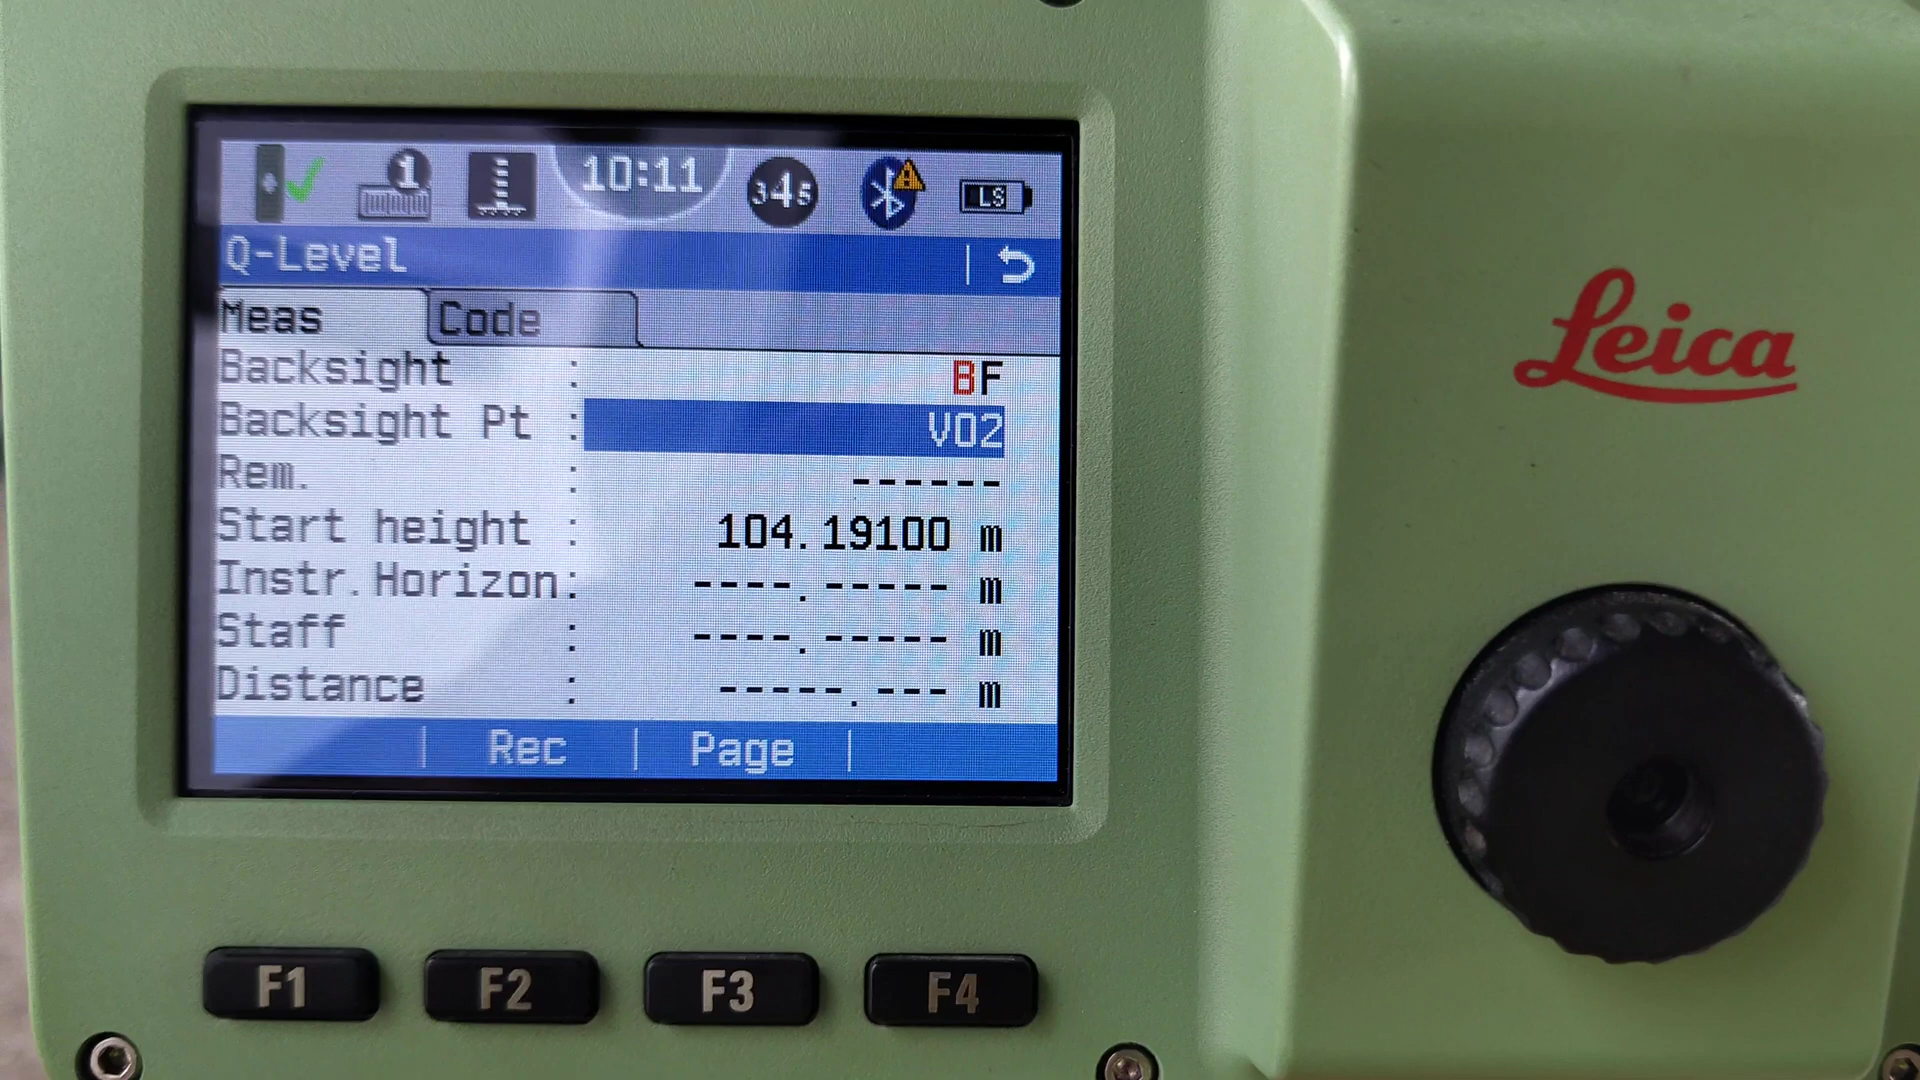 1 10:11 345 LS
Q-Level
Meas Code
Backsight : BF
Backsight Pt : V02
Rem. : ------
Start height : 104.19100 m
Instr.Horizon: ----.----- m
Staff : ----.----- m
Distance : -----.--- m
Rec | Page |
F1 F2 F3 F4
Leica